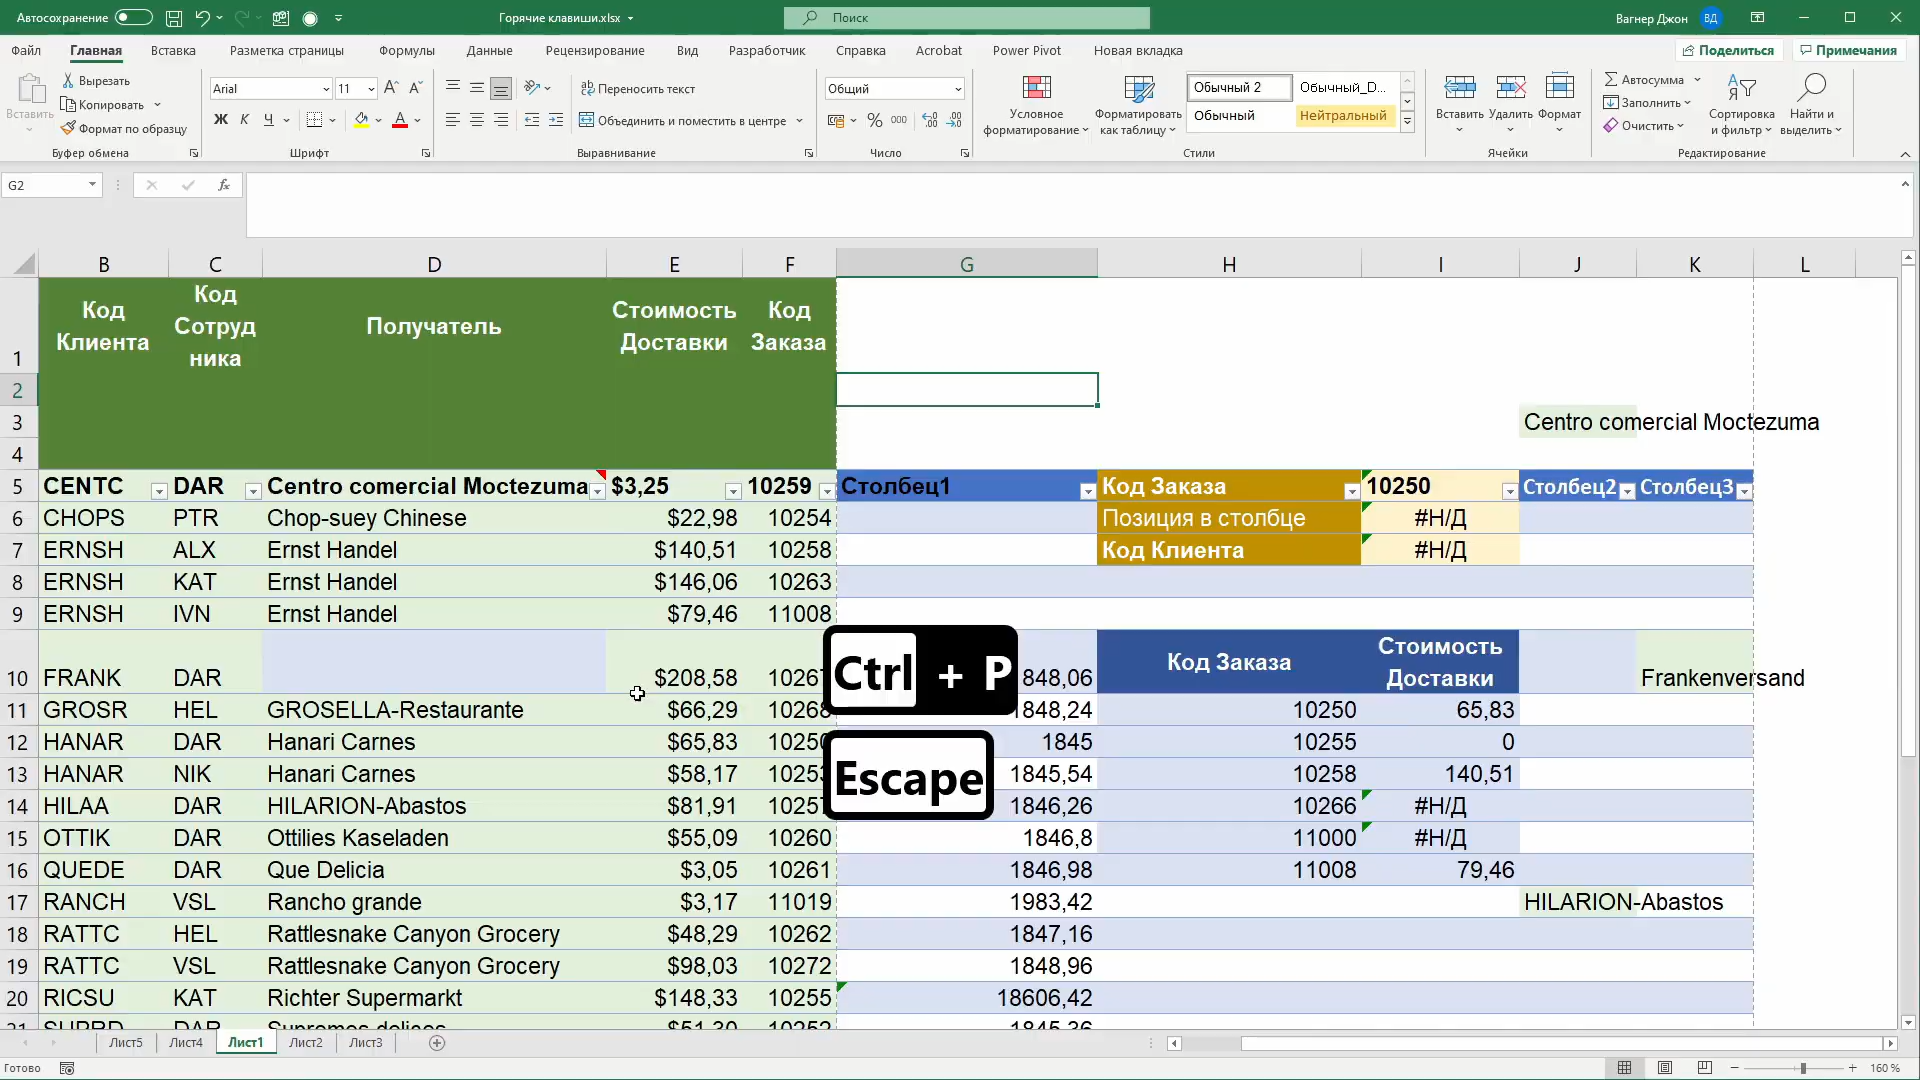 Автосохранение
Горячие клавиши.xlsx
Поиск
Вагнер Джон ВД
Файл Главная Вставка Разметка страницы Формулы Данные Рецензирование Вид Разработчик Справка Acrobat Power Pivot Новая вкладка Поделиться Примечания
Вставить
Вырезать
Копировать
Формат по образцу
Буфер обмена
Arial 11
Ж К Ч
Шрифт
Переносить текст
Объединить и поместить в центре
Выравнивание
Общий
% 000
Число
Условное форматирование
Форматировать как таблицу
Обычный 2 Обычный_D...
Обычный Нейтральный
Стили
Вставить Удалить Формат
Ячейки
Автосумма
Заполнить
Очистить
Сортировка и фильтр
Найти и выделить
Редактирование
G2 fx
B C D E F G H I J K L
1 Код Клиента Код Сотруд ника Получатель Стоимость Доставки Код Заказа
2
3 Centro comercial Moctezuma
4
5 CENTC DAR Centro comercial Moctezuma $3,25 10259 Столбец1 Код Заказа 10250 Столбец2 Столбец3
6 CHOPS PTR Chop-suey Chinese $22,98 10254 Позиция в столбце #Н/Д
7 ERNSH ALX Ernst Handel $140,51 10258 Код Клиента #Н/Д
8 ERNSH KAT Ernst Handel $146,06 10263
9 ERNSH IVN Ernst Handel $79,46 11008
10 FRANK DAR $208,58 1026 848,06 Код Заказа Стоимость Доставки Frankenversand
Ctrl + P
11 GROSR HEL GROSELLA-Restaurante $66,29 10268 1848,24 10250 65,83
12 HANAR DAR Hanari Carnes $65,83 1025 1845 10255 0
13 HANAR NIK Hanari Carnes $58,17 1025 1845,54 10258 140,51
Escape
14 HILAA DAR HILARION-Abastos $81,91 1025 1846,26 10266 #Н/Д
15 OTTIK DAR Ottilies Kaseladen $55,09 10260 1846,8 11000 #Н/Д
16 QUEDE DAR Que Delicia $3,05 10261 1846,98 11008 79,46
17 RANCH VSL Rancho grande $3,17 11019 1983,42 HILARION-Abastos
18 RATTC HEL Rattlesnake Canyon Grocery $48,29 10262 1847,16
19 RATTC VSL Rattlesnake Canyon Grocery $98,03 10272 1848,96
20 RICSU KAT Richter Supermarkt $148,33 10255 18606,42
21 SUPRD DAR Supremes delices $51,30 10252 1845,36
Лист5 Лист4 Лист1 Лист2 Лист3
Готово
160 %